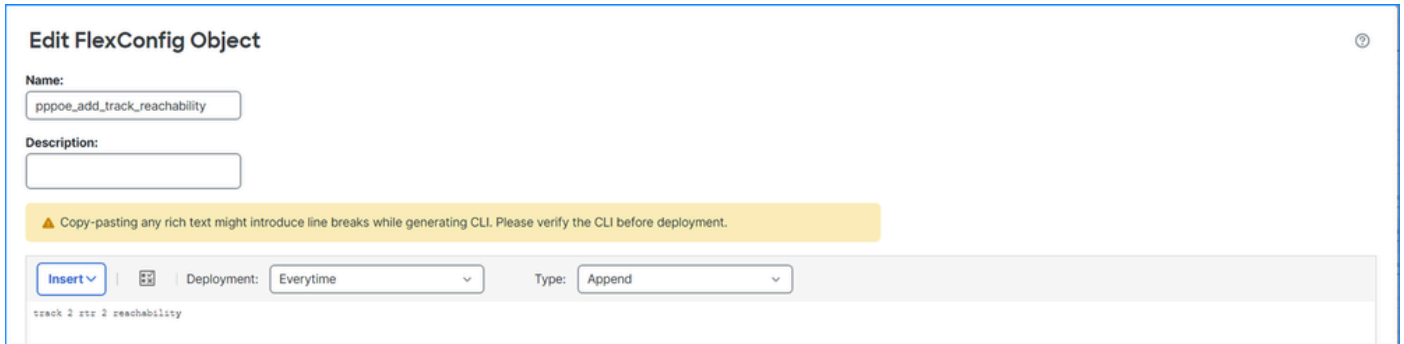 Edit FlexConfig Object
Name:
pppoe_add_track_reachability
Description:
Copy-pasting any rich text might introduce line breaks while generating CLI. Please verify the CLI before deployment.
Insert Deployment: Everytime Type: Append
track 2 rtr 2 reachability